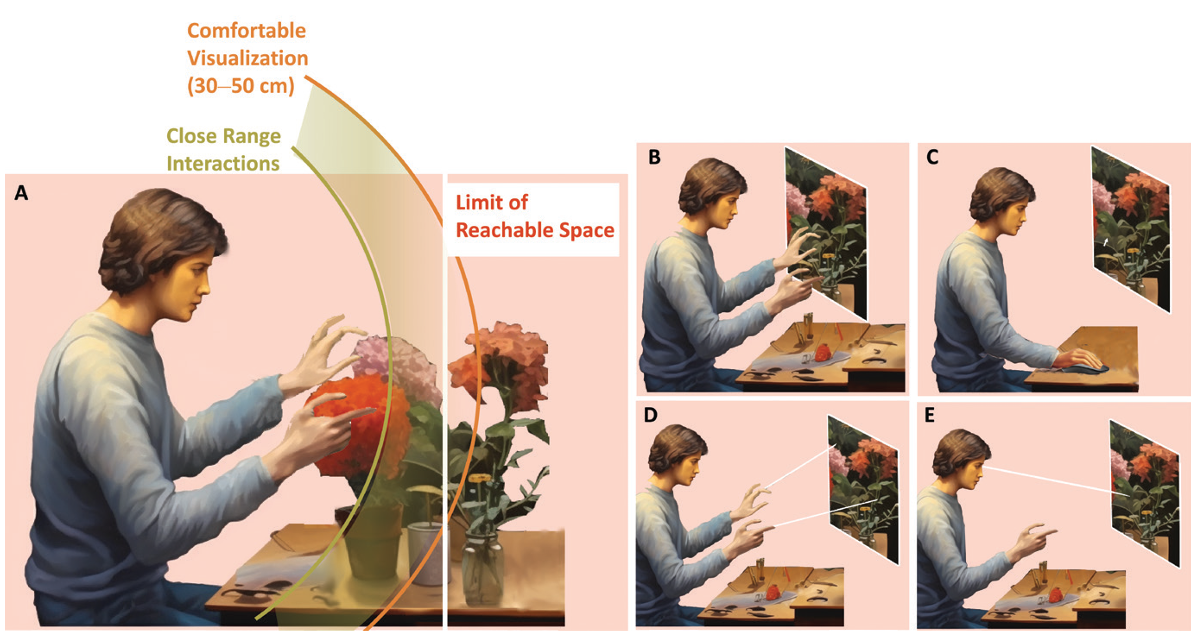 Comfortable
Visualization
(30–50 cm)
Close Range
Interactions
A
Limit of
Reachable Space
B
C
D
E